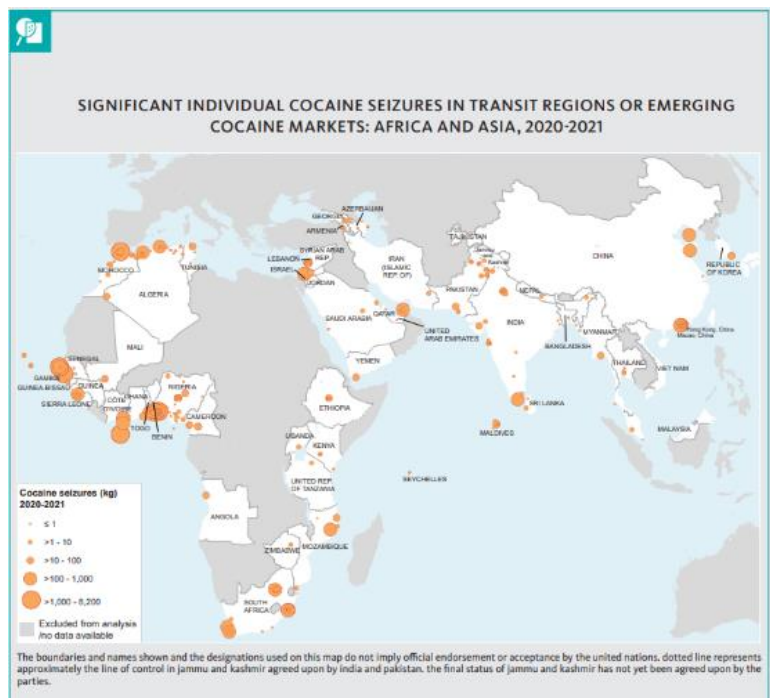 SIGNIFICANT INDIVIDUAL COCAINE SEIZURES IN TRANSIT REGIONS OR EMERGING
COCAINE MARKETS: AFRICA AND ASIA, 2020-2021
GEORGIA
AZERBAIJAN
ARMENIA
TAJIKISTAN
SYRIAN ARAB
REP.
LEBANON
ISRAEL
JORDAN
IRAN
(ISLAMIC
REP. OF)
Jammu
and
Kashmir
CHINA
REPUBLIC
OF KOREA
MOROCCO
TUNISIA
ALGERIA
PAKISTAN
NEPAL
SAUDI ARABIA
QATAR
UNITED
ARAB EMIRATES
INDIA
MYANMAR
Hong Kong, China
Macao, China
BANGLADESH
MALI
SENEGAL
GAMBIA
GUINEA-BISSAU
GUINEA
SIERRA LEONE
CÔTE
D'IVOIRE
GHANA
TOGO
BENIN
NIGERIA
CAMEROON
YEMEN
ETHIOPIA
THAILAND
VIET NAM
SRI LANKA
MALDIVES
MALAYSIA
UGANDA
KENYA
UNITED REP.
OF TANZANIA
SEYCHELLES
ANGOLA
ZIMBABWE
MOZAMBIQUE
SOUTH
AFRICA
Cocaine seizures (kg)
2020-2021
≤ 1
>1 - 10
>10 - 100
>100 - 1,000
>1,000 - 8,200
Excluded from analysis
/no data available
The boundaries and names shown and the designations used on this map do not imply official endorsement or acceptance by the united nations. dotted line represents
approximately the line of control in jammu and kashmir agreed upon by india and pakistan. the final status of jammu and kashmir has not yet been agreed upon by the
parties.